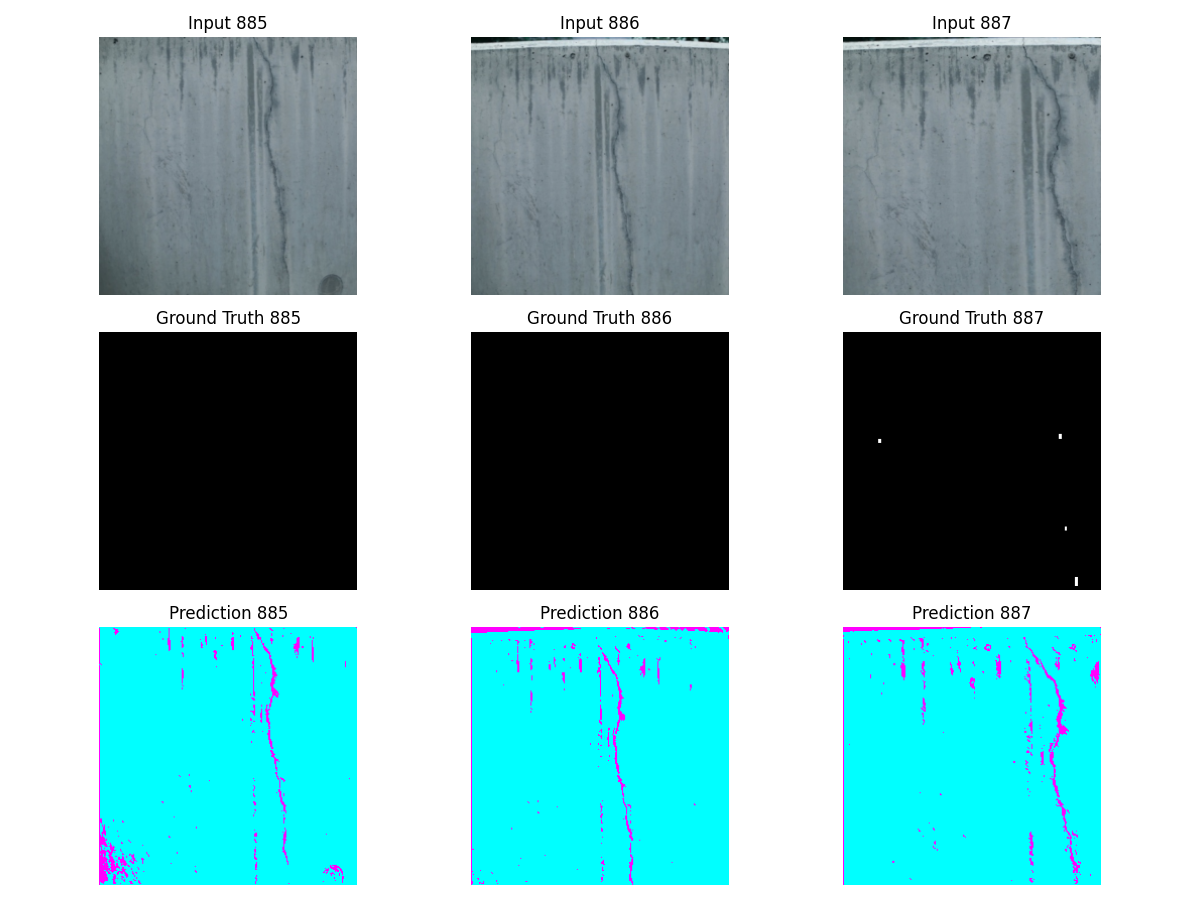 Input 885
Input 886
Input 887
Ground Truth 885
Ground Truth 886
Ground Truth 887
Prediction 885
Prediction 886
Prediction 887